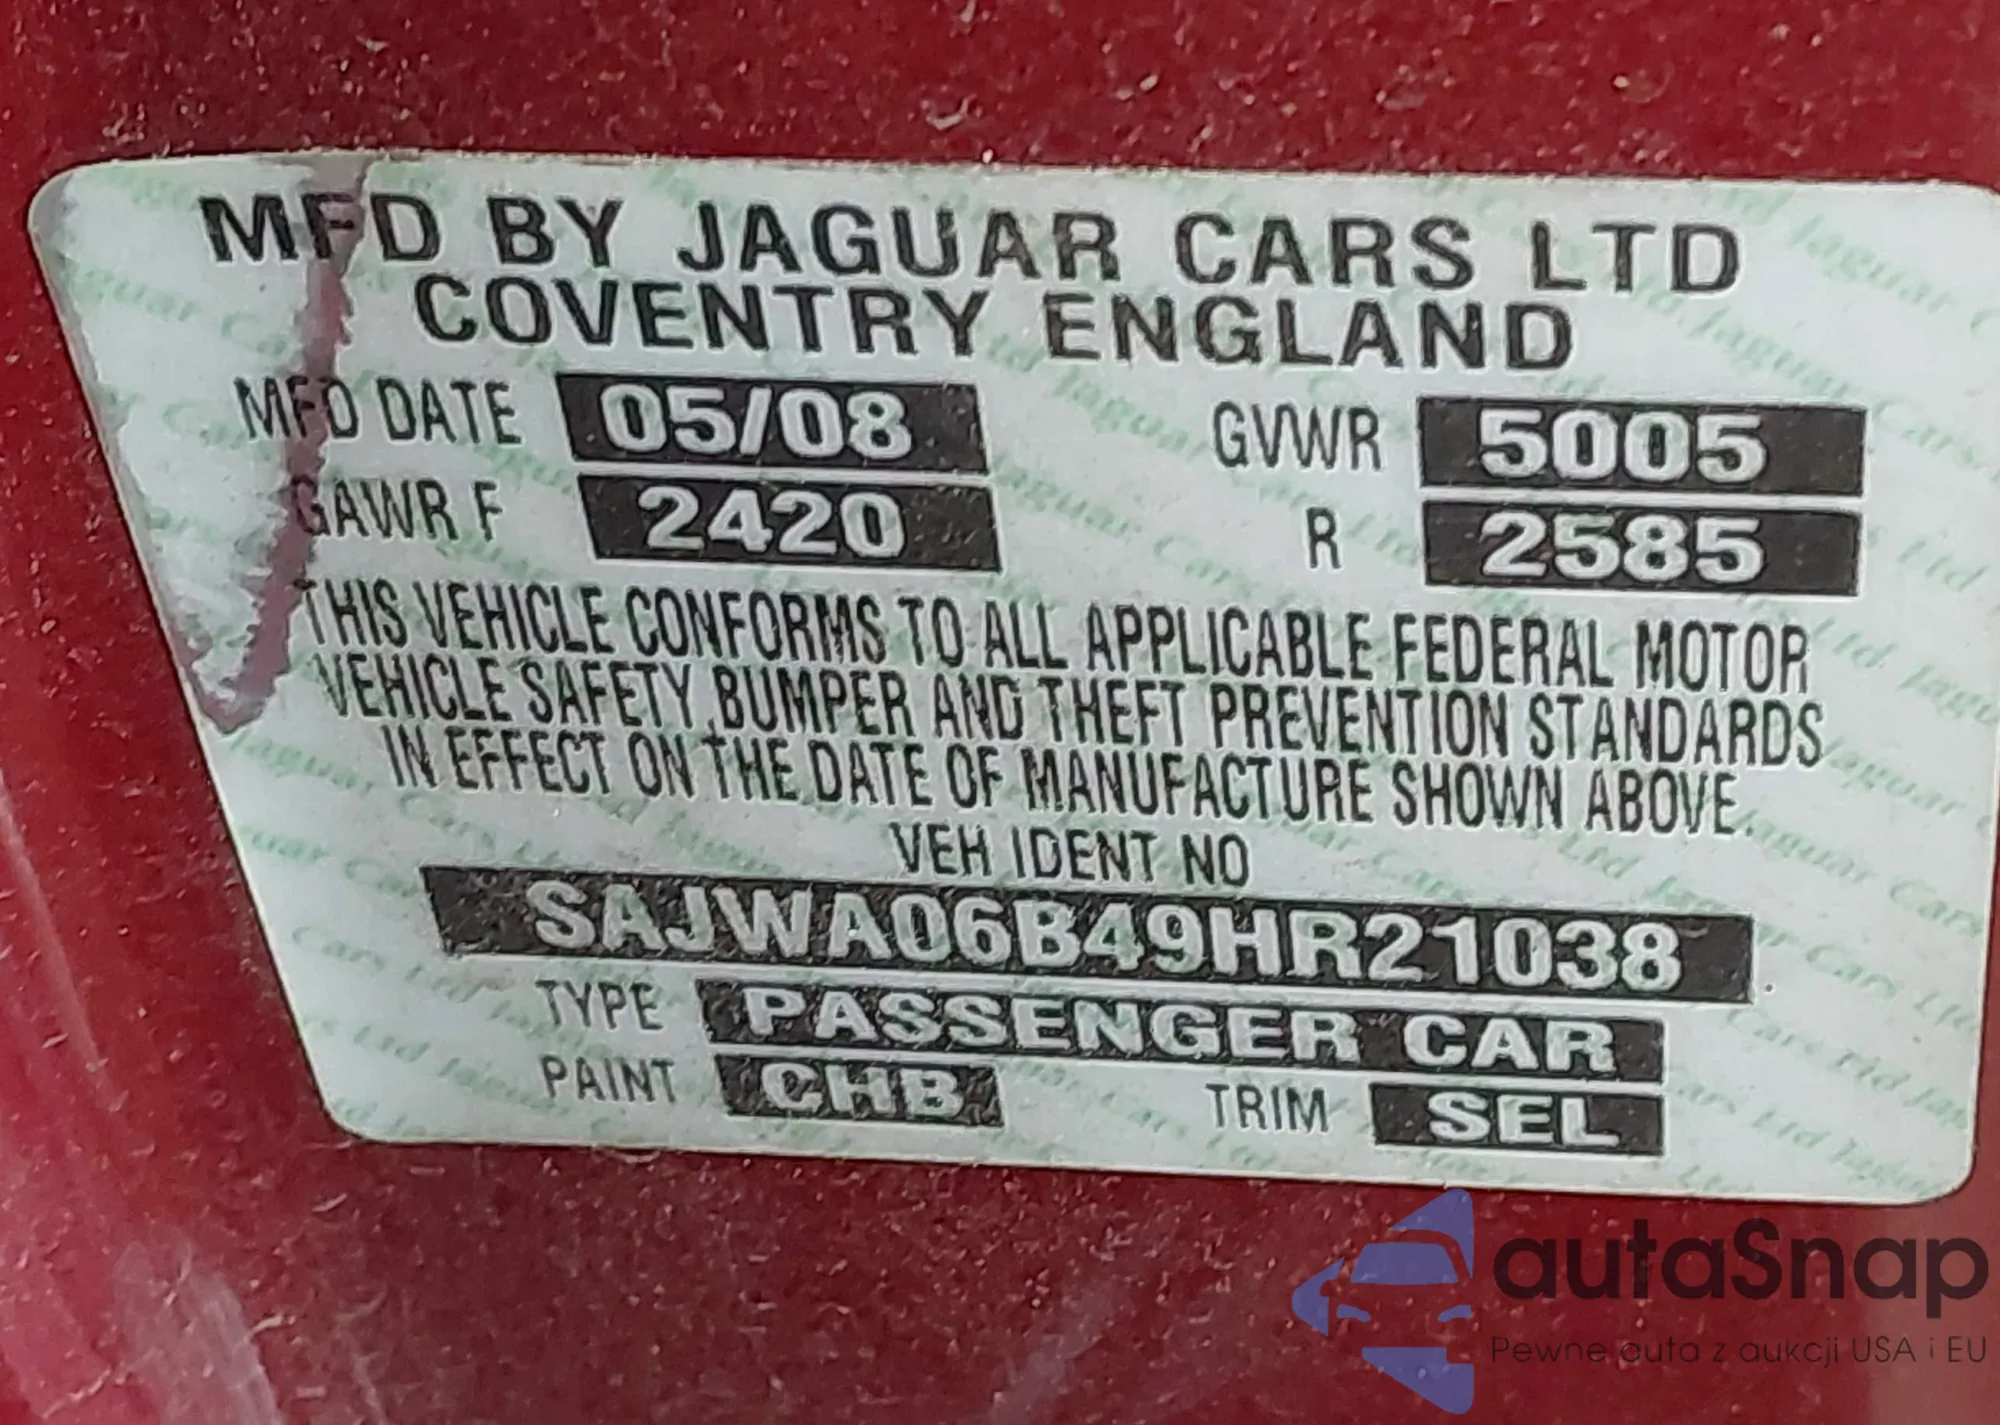 MFD BY JAGUAR CARS LTD
COVENTRY ENGLAND
MFD DATE 05/08 GVWR 5005
GAWR F 2420 R 2585
THIS VEHICLE CONFORMS TO ALL APPLICABLE FEDERAL MOTOR
VEHICLE SAFETY, BUMPER AND THEFT PREVENTION STANDARDS
IN EFFECT ON THE DATE OF MANUFACTURE SHOWN ABOVE.
VEH IDENT NO
SAJWA06B49HR21038
TYPE PASSENGER CAR
PAINT CHB TRIM SEL
autaSnap
Pewne auta z aukcji USA i EU